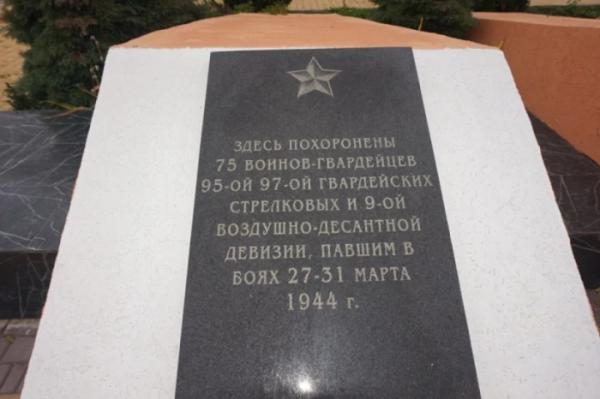 ЗДЕСЬ ПОХОРОНЕНЫ
75 ВОИНОВ-ГВАРДЕЙЦЕВ
95-ОЙ 97-ОЙ ГВАРДЕЙСКИХ
СТРЕЛКОВЫХ И 9-ОЙ
ВОЗДУШНО-ДЕСАНТНОЙ
ДЕВИЗИИ, ПАВШИМ В
БОЯХ 27-31 МАРТА
1944 г.